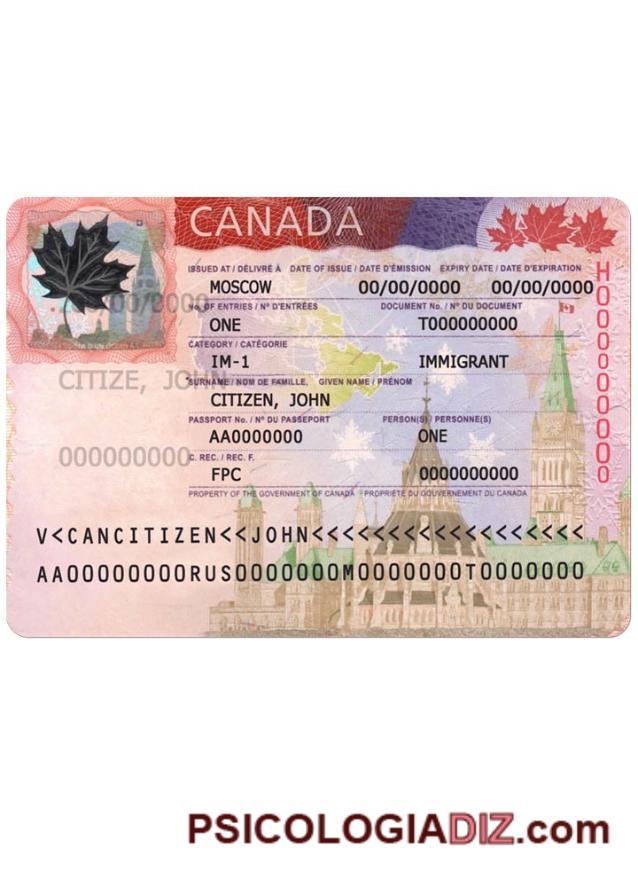 CANADA
ISSUED AT / DÉLIVRÉ À DATE OF ISSUE / DATE D'ÉMISSION EXPIRY DATE / DATE D'EXPIRATION
MOSCOW 00/00/0000 00/00/0000
00/00/0000
No. OF ENTRIES / Nº D'ENTRÉES DOCUMENT No. / Nº DU DOCUMENT
ONE T000000000
CATEGORY / CATÉGORIE
IM-1 IMMIGRANT
CITIZE, JOHN
SURNAME / NOM DE FAMILLE, GIVEN NAME / PRÉNOM
CITIZEN, JOHN
PASSPORT No. / Nº DU PASSEPORT PERSON(S) / PERSONNE(S)
AA0000000 ONE
000000000
C. REC. / REC. F.
FPC 0000000000
PROPERTY OF THE GOVERNMENT OF CANADA - PROPRIÉTÉ DU GOUVERNEMENT DU CANADA
V<CANCITIZEN<<JOHN<<<<<<<<<<<<<<<<<<
AA00000000RUS0000000M0000000T0000000
PSICOLOGIADIZ.com